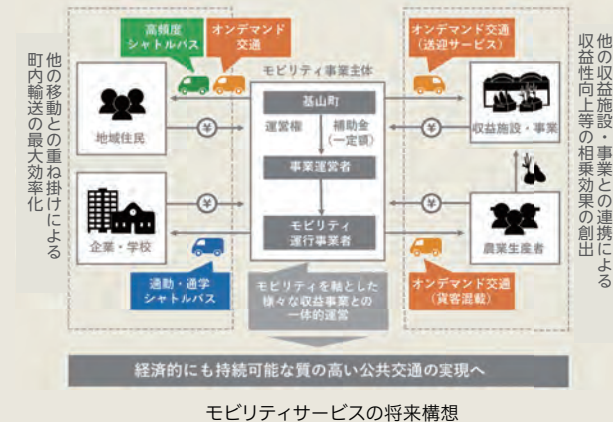 高頻度
シャトルバス
オンデマンド
交通
オンデマンド交通
(送迎サービス)
他の移動との重ね掛けによる
町内輸送の最大効率化
地域住民
企業・学校
通勤・通学
シャトルバス
モビリティ事業主体
基山町
運営権
補助金
(一定額)
事業運営者
モビリティ
運行事業者
モビリティを軸とした
様々な収益事業との
一体的運営
収益施設・事業
農業生産者
オンデマンド交通
(貨客混載)
他の収益施設・事業との連携による
収益性向上等の相乗効果の創出
¥
¥
¥
¥
経済的にも持続可能な質の高い公共交通の実現へ
モビリティサービスの将来構想